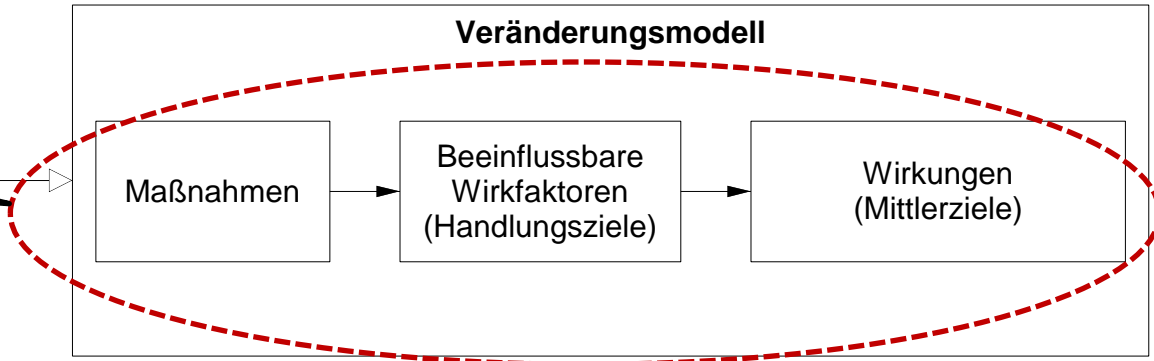 Veränderungsmodell
Maßnahmen
Beeinflussbare
Wirkfaktoren
(Handlungsziele)
Wirkungen
(Mittlerziele)